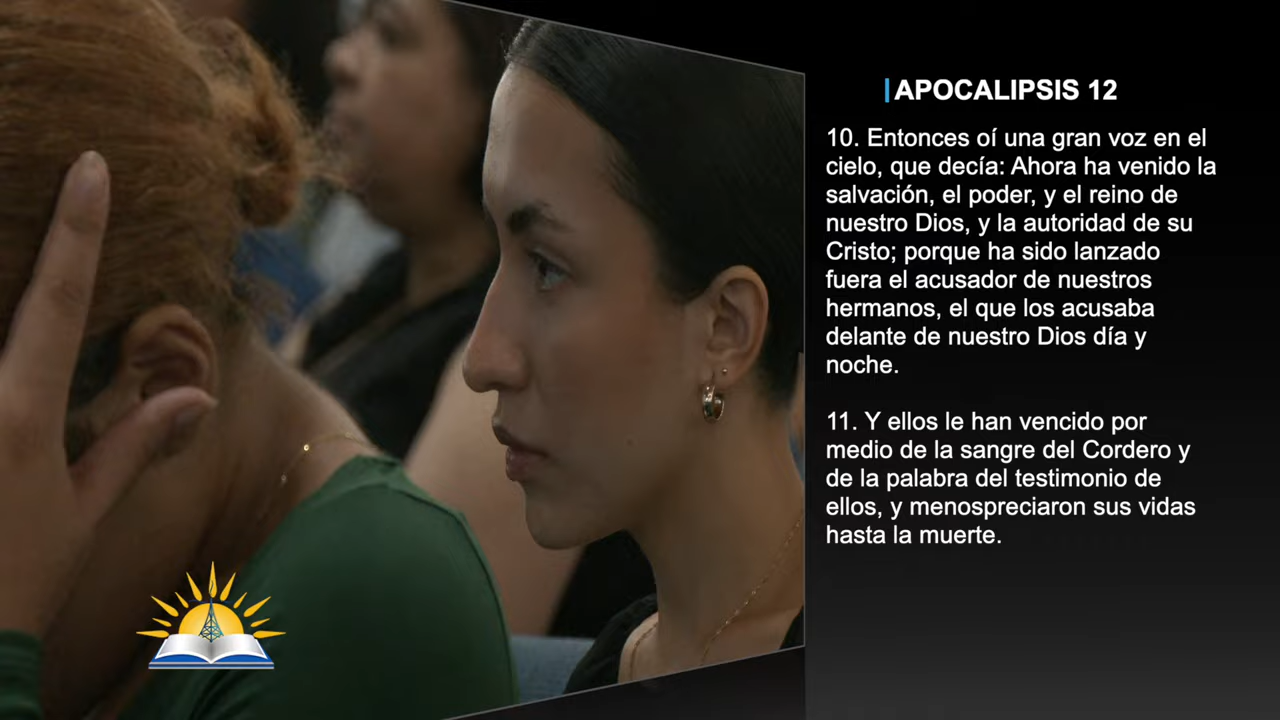 APOCALIPSIS 12
10. Entonces oí una gran voz en el
cielo, que decía: Ahora ha venido la
salvación, el poder, y el reino de
nuestro Dios, y la autoridad de su
Cristo; porque ha sido lanzado
fuera el acusador de nuestros
hermanos, el que los acusaba
delante de nuestro Dios día y
noche.
11. Y ellos le han vencido por
medio de la sangre del Cordero y
de la palabra del testimonio de
ellos, y menospreciaron sus vidas
hasta la muerte.